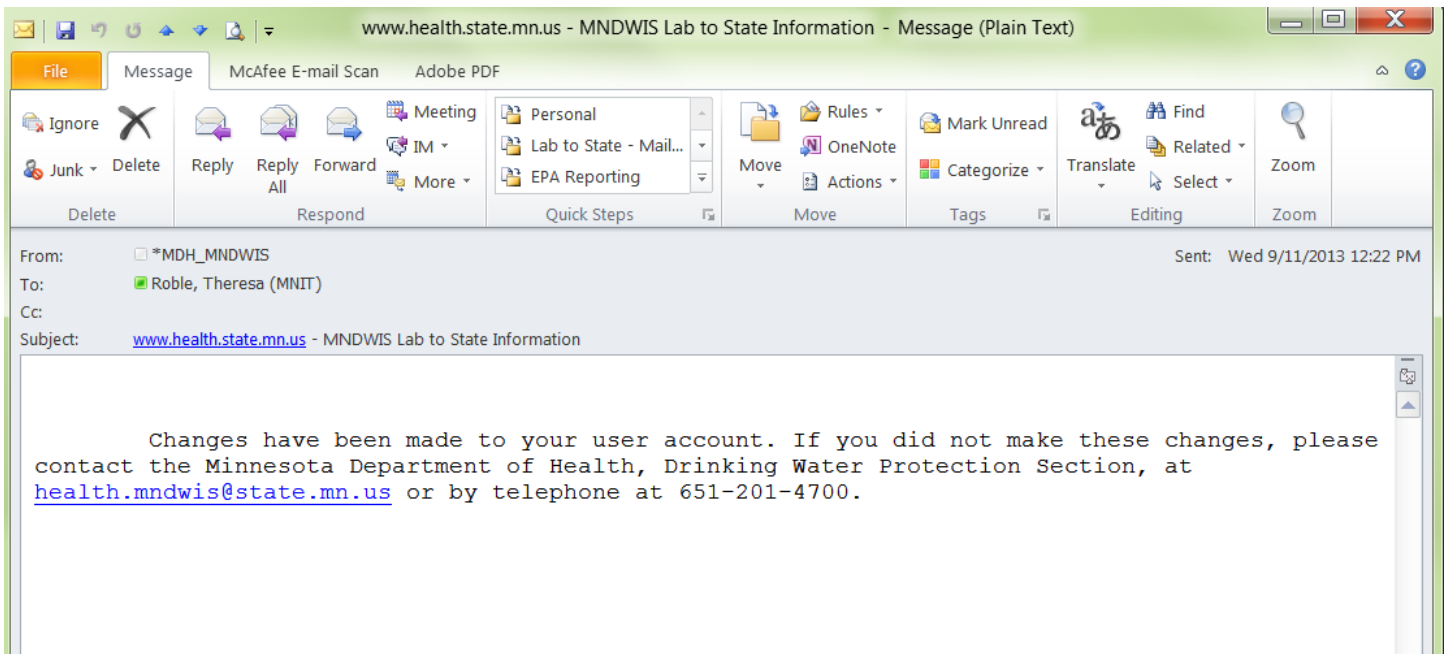 www.health.state.mn.us - MNDWIS Lab to State Information - Message (Plain Text)
File Message McAfee E-mail Scan Adobe PDF
Ignore
Junk
Delete
Reply
Reply All
Forward
Meeting
IM
More
Personal
Lab to State - Mail...
EPA Reporting
Move
Rules
OneNote
Actions
Mark Unread
Categorize
Translate
Find
Related
Select
Zoom
Delete Respond Quick Steps Move Tags Editing Zoom
From: *MDH_MNDWIS Sent: Wed 9/11/2013 12:22 PM
To: Roble, Theresa (MNIT)
Cc:
Subject: www.health.state.mn.us - MNDWIS Lab to State Information
Changes have been made to your user account. If you did not make these changes, please
contact the Minnesota Department of Health, Drinking Water Protection Section, at
health.mndwis@state.mn.us or by telephone at 651-201-4700.